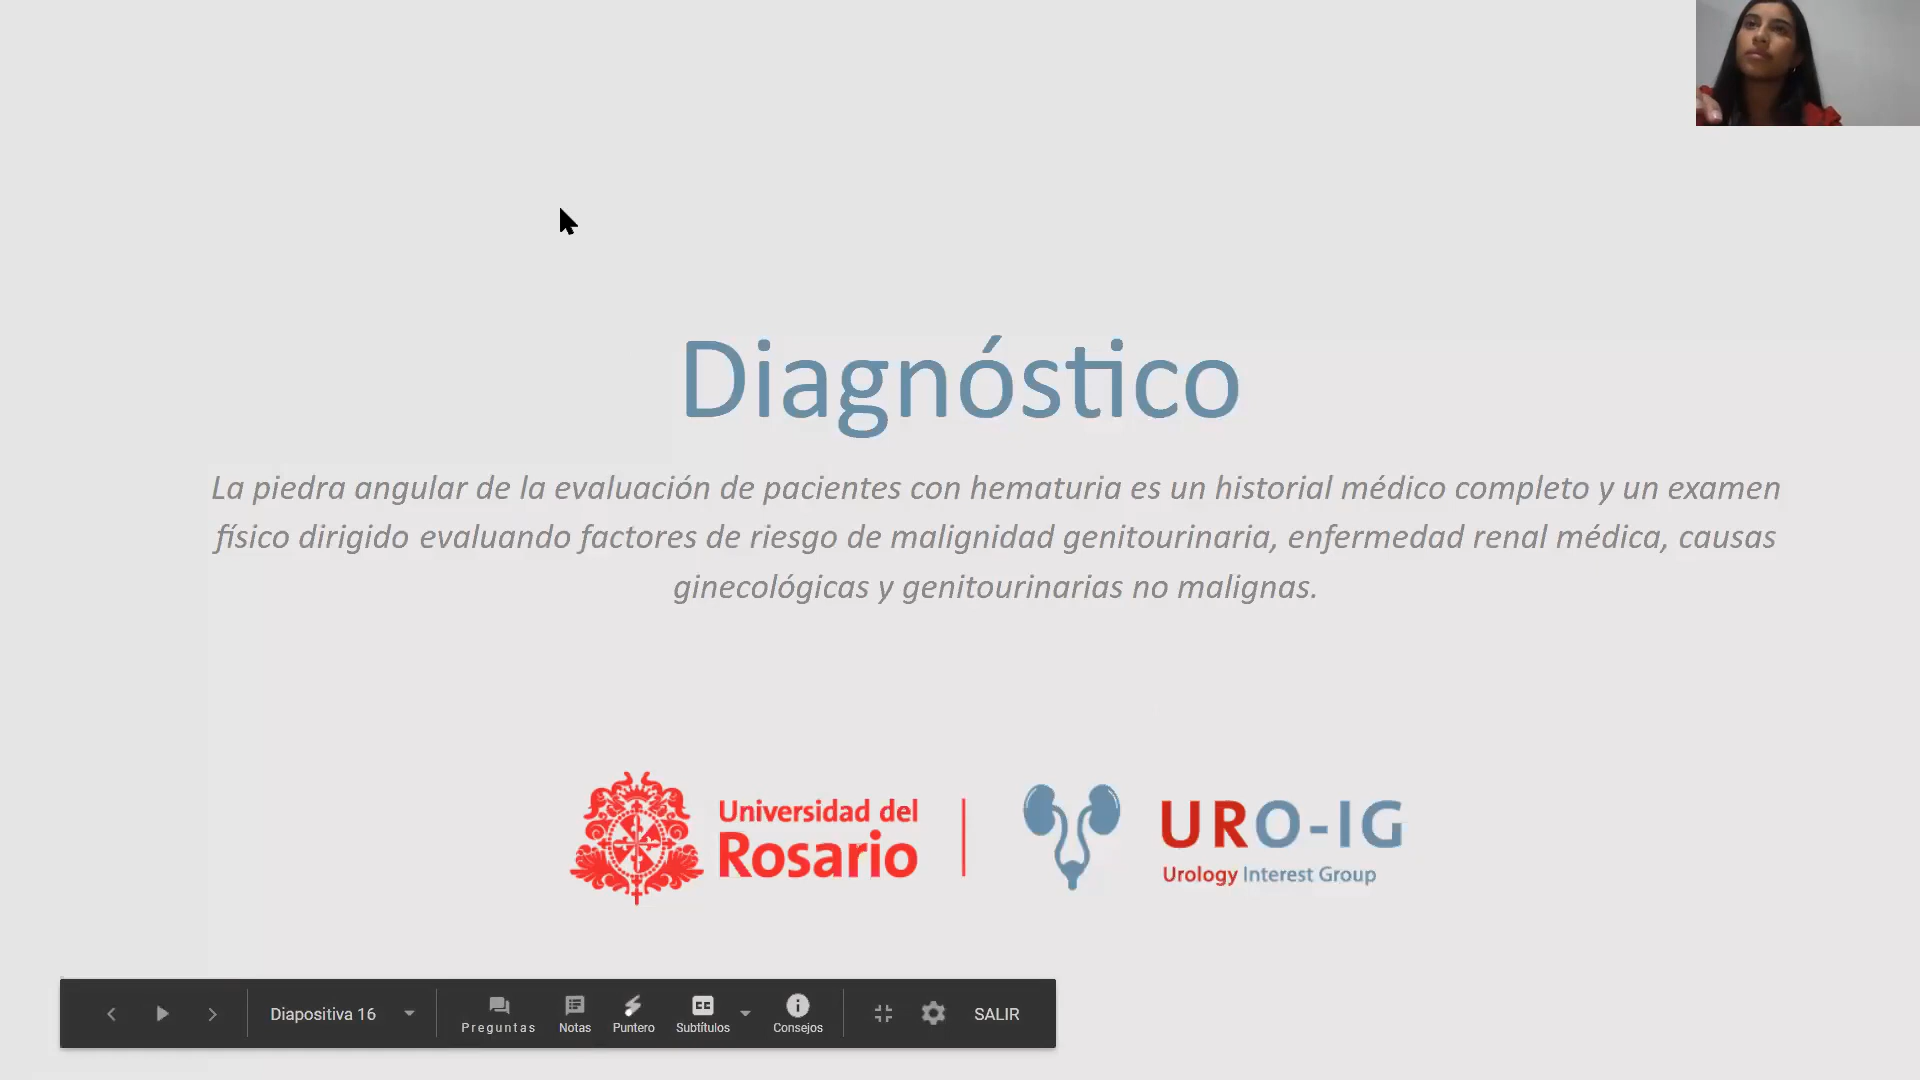 Diagnóstico
La piedra angular de la evaluación de pacientes con hematuria es un historial médico completo y un examen
físico dirigido evaluando factores de riesgo de malignidad genitourinaria, enfermedad renal médica, causas
ginecológicas y genitourinarias no malignas.
Universidad del
Rosario
URO-IG
Urology Interest Group
Diapositiva 16
Preguntas
Notas
Puntero
CC
Subtítulos
Consejos
SALIR